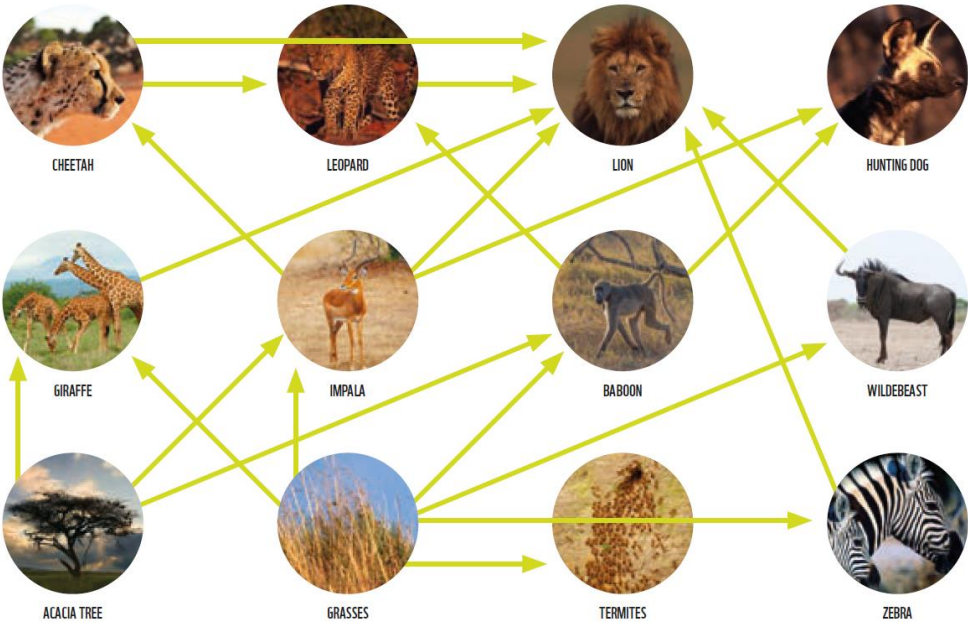 CHEETAH
LEOPARD
LION
HUNTING DOG
GIRAFFE
IMPALA
BABOON
WILDEBEAST
ACACIA TREE
GRASSES
TERMITES
ZEBRA